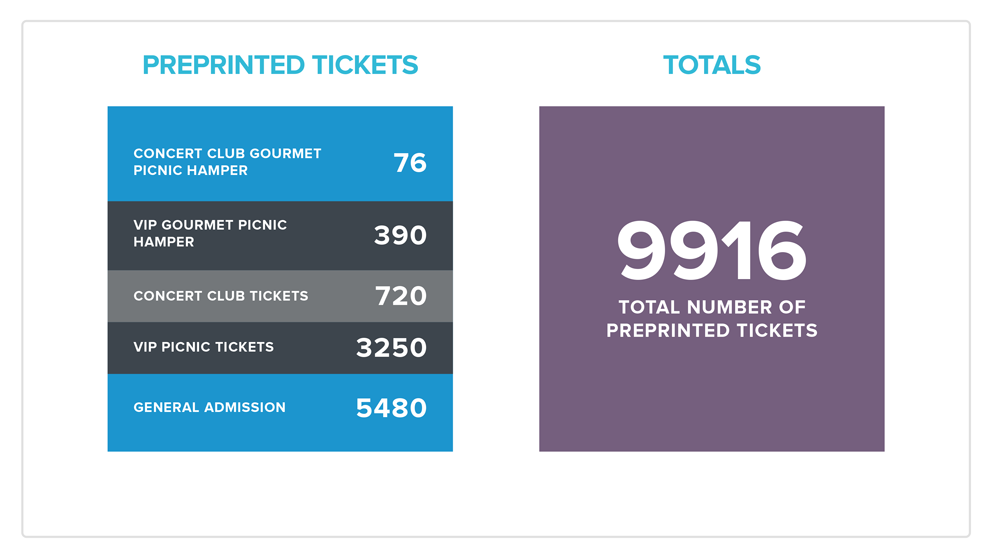 PREPRINTED TICKETS
CONCERT CLUB GOURMET
PICNIC HAMPER
76
VIP GOURMET PICNIC
HAMPER
390
CONCERT CLUB TICKETS 720
VIP PICNIC TICKETS 3250
GENERAL ADMISSION 5480
TOTALS
9916
TOTAL NUMBER OF
PREPRINTED TICKETS